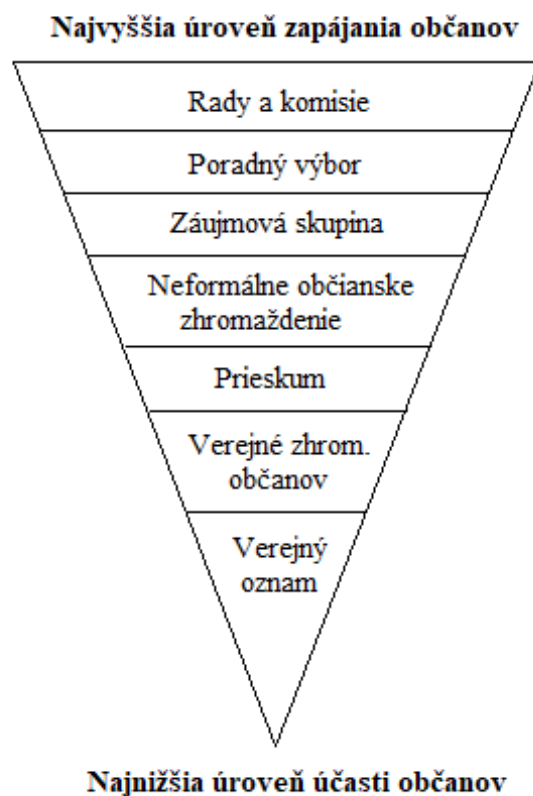 Najvyššia úroveň zapájania občanov
Rady a komisie
Poradný výbor
Záujmová skupina
Neformálne občianske
zhromaždenie
Prieskum
Verejné zhrom.
občanov
Verejný
oznam
Najnižšia úroveň účasti občanov